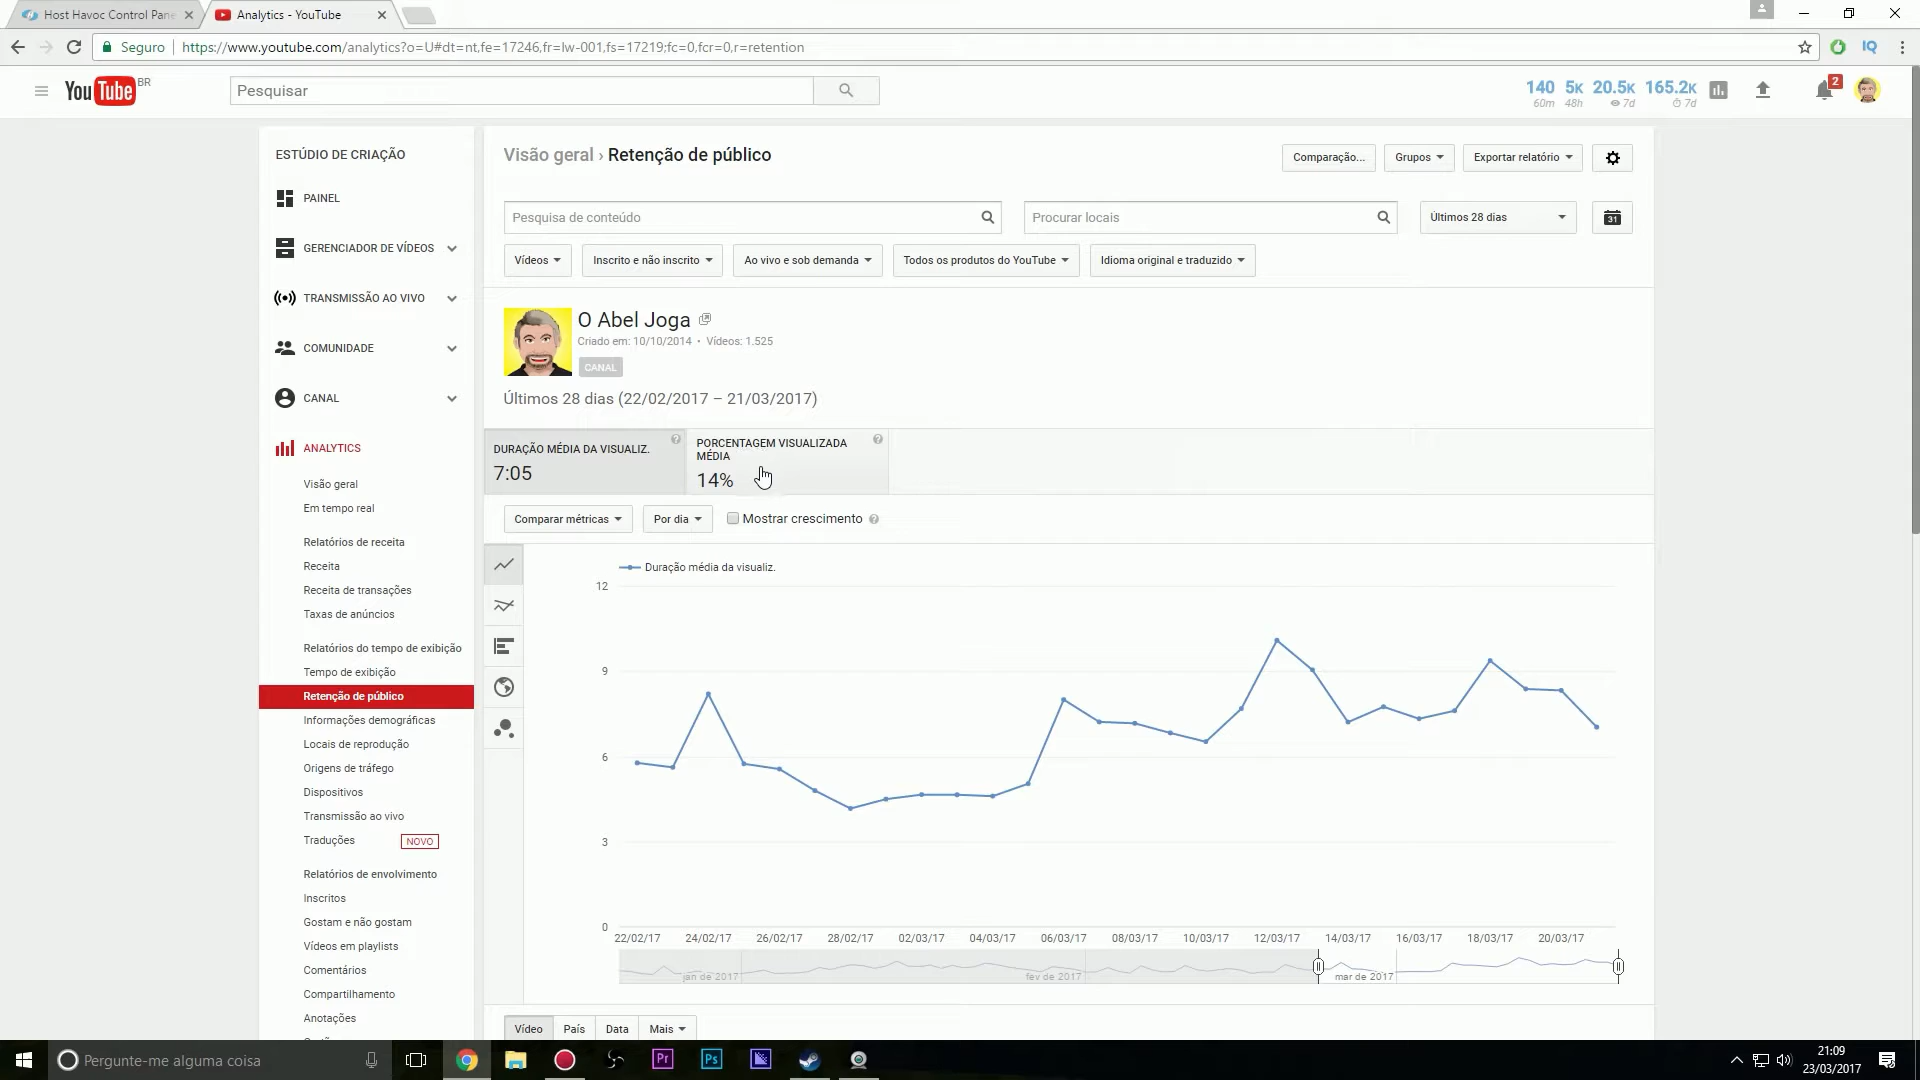 Host Havoc Control Pane
Analytics - YouTube
Seguro
https://www.youtube.com/analytics?o=U#dt=nt,fe=17246,fr=lw-001,fs=17219;fc=0,fcr=0,r=retention
IQ
YouTube BR
Pesquisar
140 5K 20.5K 165.2K
60m 48h 7d 7d
2
ESTÚDIO DE CRIAÇÃO
PAINEL
GERENCIADOR DE VÍDEOS
TRANSMISSÃO AO VIVO
COMUNIDADE
CANAL
ANALYTICS
Visão geral
Em tempo real
Relatórios de receita
Receita
Receita de transações
Taxas de anúncios
Relatórios do tempo de exibição
Tempo de exibição
Retenção de público
Informações demográficas
Locais de reprodução
Origens de tráfego
Dispositivos
Transmissão ao vivo
Traduções NOVO
Relatórios de envolvimento
Inscritos
Gostam e não gostam
Vídeos em playlists
Comentários
Compartilhamento
Anotações
Visão geral › Retenção de público
Comparação...
Grupos
Exportar relatório
Pesquisa de conteúdo
Procurar locais
Últimos 28 dias
31
Vídeos
Inscrito e não inscrito
Ao vivo e sob demanda
Todos os produtos do YouTube
Idioma original e traduzido
O Abel Joga
Criado em: 10/10/2014 • Vídeos: 1.525
CANAL
Últimos 28 dias (22/02/2017 – 21/03/2017)
DURAÇÃO MÉDIA DA VISUALIZ. ?
7:05
PORCENTAGEM VISUALIZADA ?
MÉDIA
14%
Comparar métricas
Por dia
Mostrar crescimento ?
Duração média da visualiz.
12
9
6
3
0
22/02/17 24/02/17 26/02/17 28/02/17 02/03/17 04/03/17 06/03/17 08/03/17 10/03/17 12/03/17 14/03/17 16/03/17 18/03/17 20/03/17
jan de 2017 fev de 2017 mar de 2017
Vídeo País Data Mais
Pergunte-me alguma coisa
Pr
Ps
21:09
23/03/2017